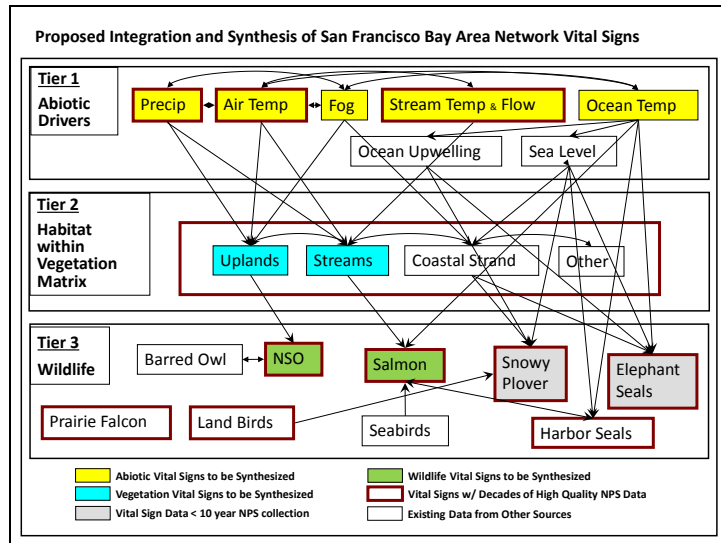 Proposed Integration and Synthesis of San Francisco Bay Area Network Vital Signs
Tier 1
Abiotic
Drivers
Precip
Air Temp
Fog
Stream Temp & Flow
Ocean Temp
Ocean Upwelling
Sea Level
Tier 2
Habitat
within
Vegetation
Matrix
Uplands
Streams
Coastal Strand
Other
Tier 3
Wildlife
Barred Owl
NSO
Salmon
Snowy
Plover
Elephant
Seals
Prairie Falcon
Land Birds
Seabirds
Harbor Seals
Abiotic Vital Signs to be Synthesized
Wildlife Vital Signs to be Synthesized
Vegetation Vital Signs to be Synthesized
Vital Signs w/ Decades of High Quality NPS Data
Vital Sign Data < 10 year NPS collection
Existing Data from Other Sources